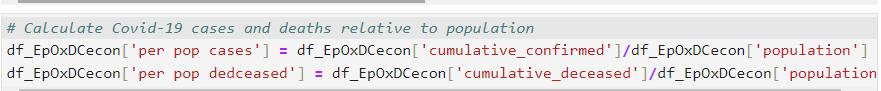 # Calculate Covid-19 cases and deaths relative to population
df_EpOxDCecon['per pop cases'] = df_EpOxDCecon['cumulative_confirmed']/df_EpOxDCecon['population']
df_EpOxDCecon['per pop dedceased'] = df_EpOxDCecon['cumulative_deceased']/df_EpOxDCecon['population